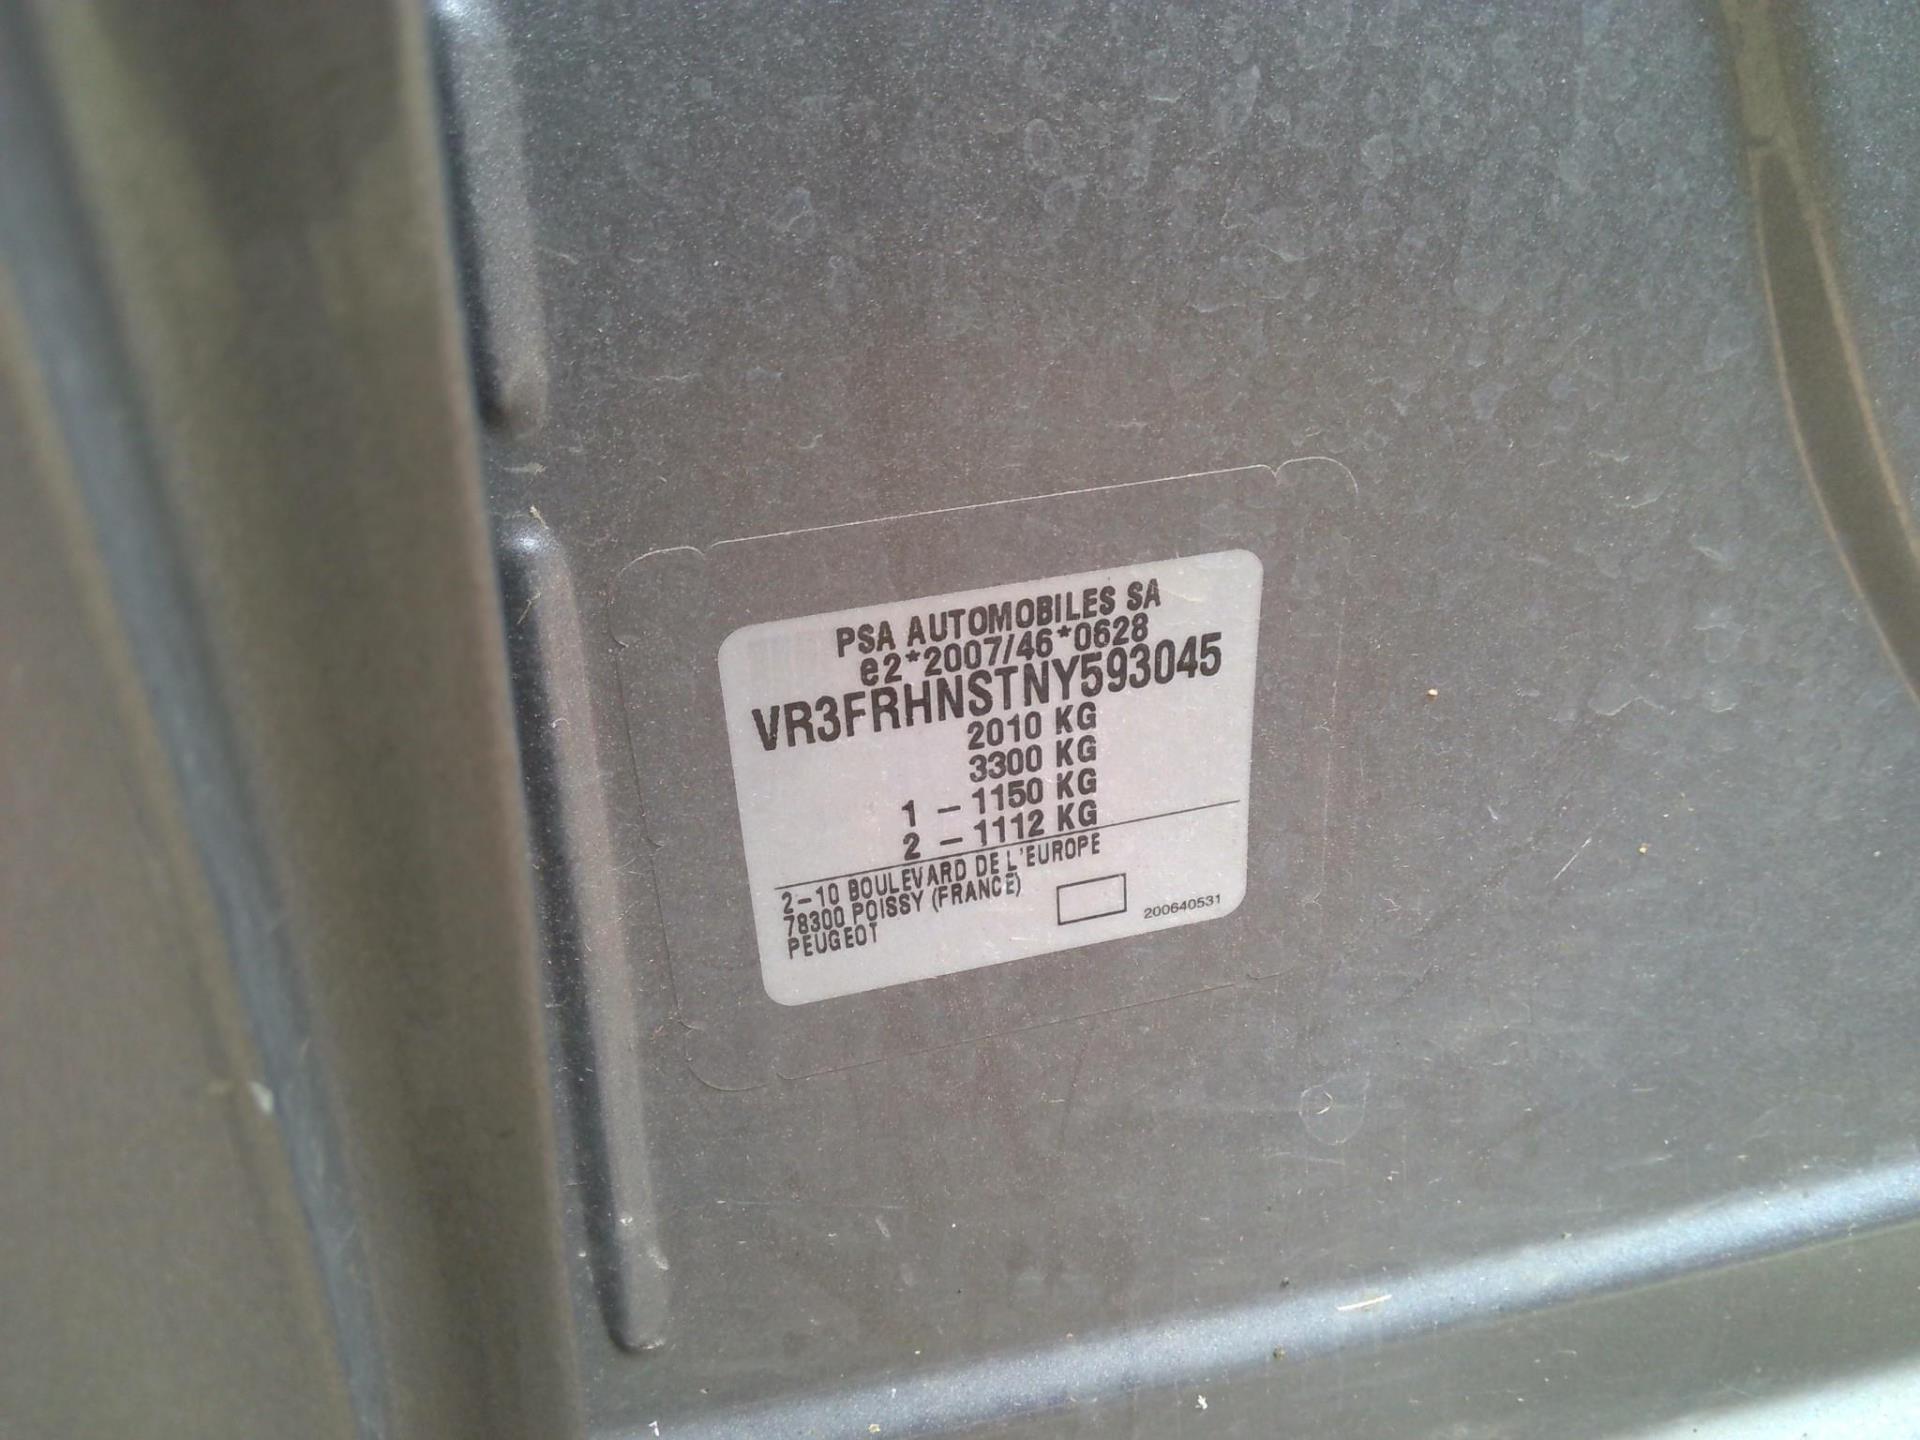 PSA AUTOMOBILES SA
e2*2007/46*0628
VR3FRHNSTNY593045
2010 KG
3300 KG
1 - 1150 KG
2 - 1112 KG
2-10 BOULEVARD DE L'EUROPE
78300 POISSY (FRANCE)
PEUGEOT
200640531